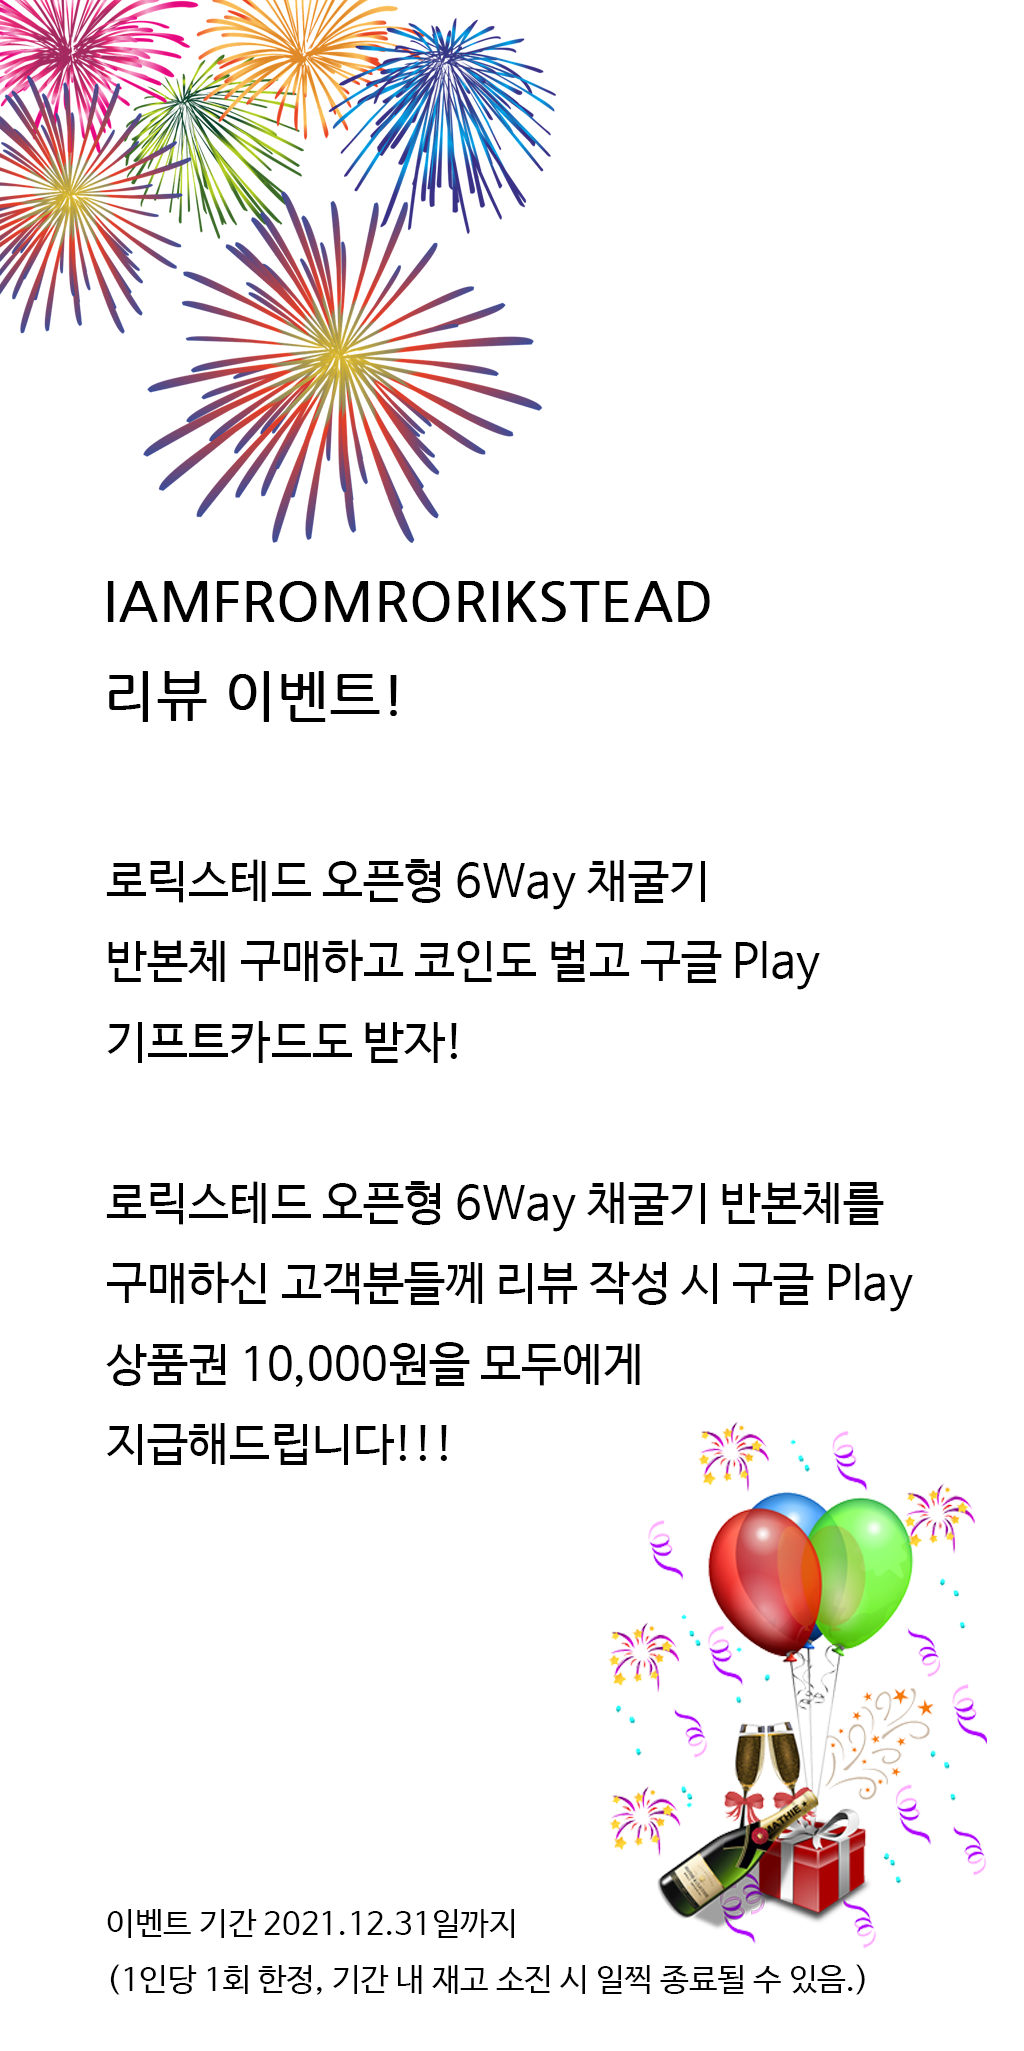 IAMFROMRORIKSTEAD
리뷰 이벤트!
로릭스테드 오픈형 6Way 채굴기
반본체 구매하고 코인도 벌고 구글 Play
기프트카드도 받자!
로릭스테드 오픈형 6Way 채굴기 반본체를
구매하신 고객분들께 리뷰 작성 시 구글 Play
상품권 10,000원을 모두에게
지급해드립니다!!!
MATHIE
이벤트 기간 2021.12.31일까지
(1인당 1회 한정, 기간 내 재고 소진 시 일찍 종료될 수 있음.)